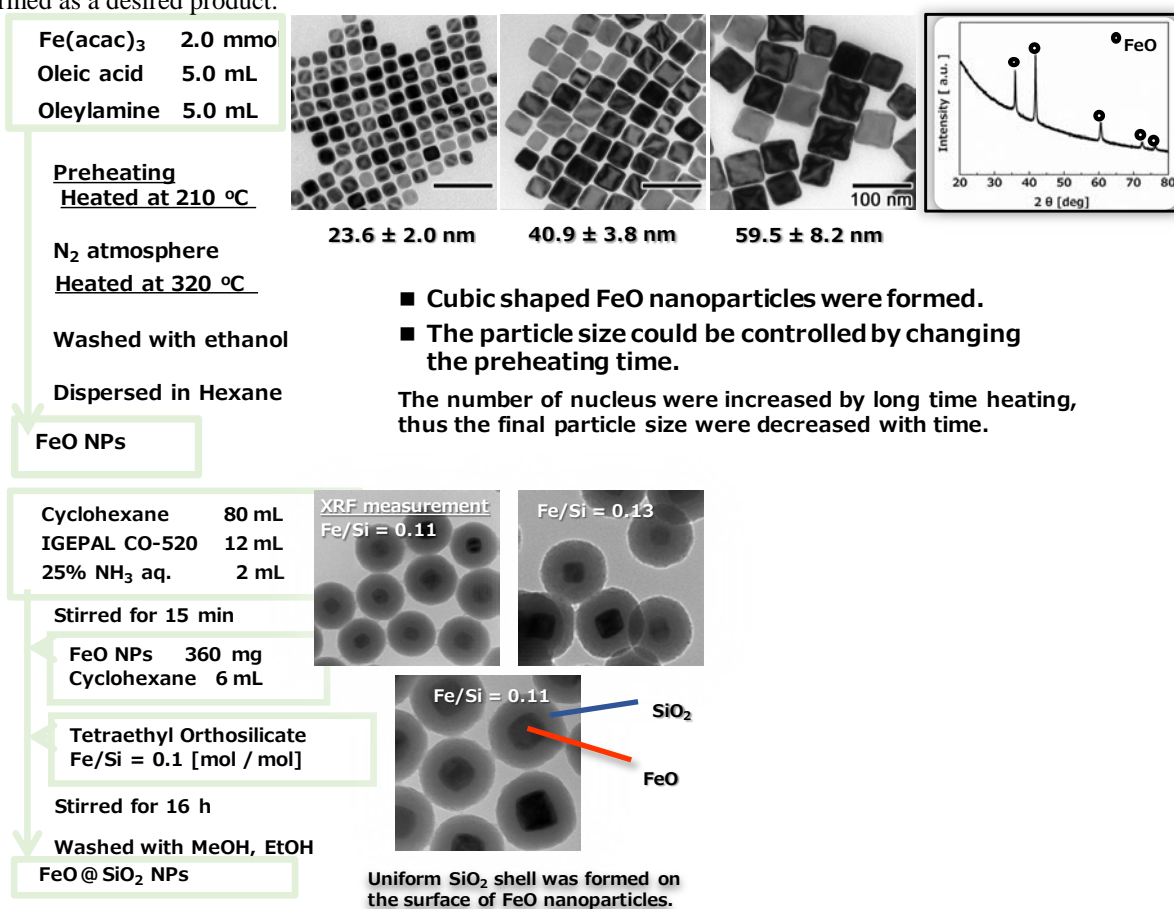 rmed as a desired product.
Fe(acac)₃ 2.0 mmol
Oleic acid 5.0 mL
Oleylamine 5.0 mL
Preheating
Heated at 210 ºC
N₂ atmosphere
Heated at 320 ºC
Washed with ethanol
Dispersed in Hexane
FeO NPs
100 nm
23.6 ± 2.0 nm
40.9 ± 3.8 nm
59.5 ± 8.2 nm
FeO
Intensity [ a.u. ]
20 30 40 50 60 70 80
2 θ [deg]
■ Cubic shaped FeO nanoparticles were formed.
■ The particle size could be controlled by changing
the preheating time.
The number of nucleus were increased by long time heating,
thus the final particle size were decreased with time.
Cyclohexane 80 mL
IGEPAL CO-520 12 mL
25% NH₃ aq. 2 mL
Stirred for 15 min
FeO NPs 360 mg
Cyclohexane 6 mL
Tetraethyl Orthosilicate
Fe/Si = 0.1 [mol / mol]
Stirred for 16 h
Washed with MeOH, EtOH
FeO@SiO₂ NPs
XRF measurement
Fe/Si = 0.11
Fe/Si = 0.13
Fe/Si = 0.11
SiO₂
FeO
Uniform SiO₂ shell was formed on
the surface of FeO nanoparticles.